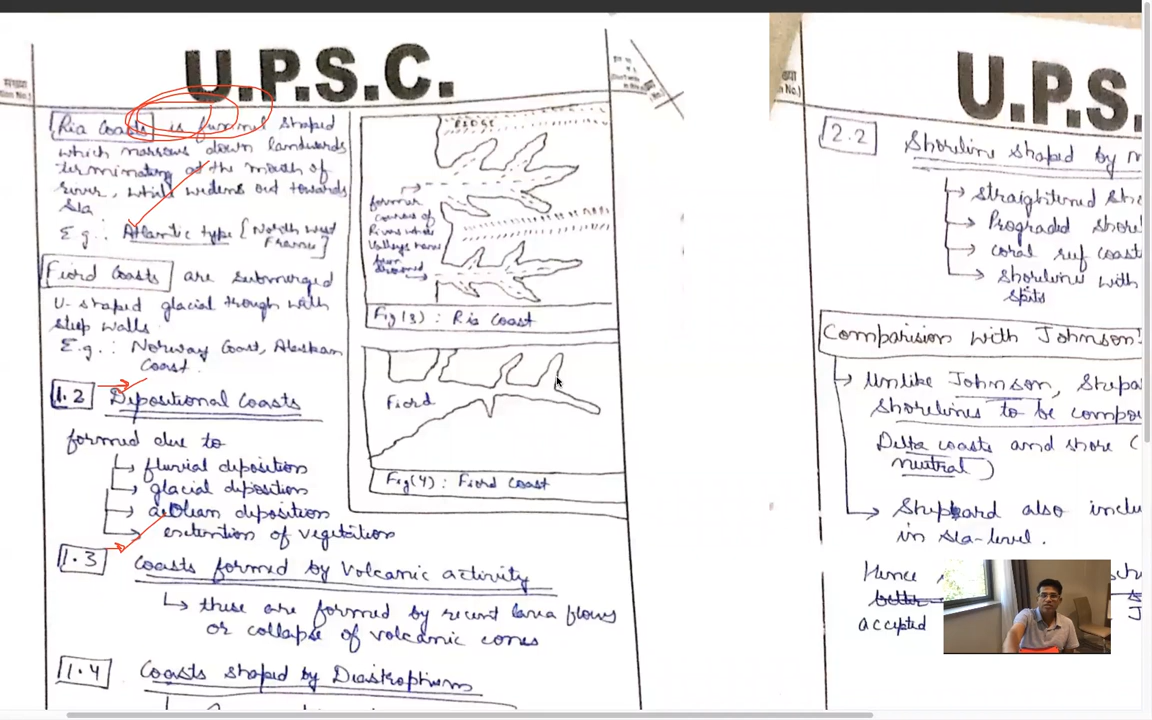 U.P.S.C.
Ria Coasts is funnel shaped
which narrows down landwards
terminating at the mouth of
river, while widens out towards
Sea
E.g.: Atlantic type [North West
France]
Fiord Coasts are submerged
U-shaped glacial trough with
steep walls.
E.g.: Norway Coast, Alaskan
Coast.
1.2 Depositional Coasts
formed due to
fluvial deposition
glacial deposition
aeolian deposition
extention of vegetation
1.3 Coasts formed by volcanic activity
these are formed by recent lava flows
or collapse of volcanic cones
1.4 Coasts shaped by Diastrophism
RIDGE
former
courses of
Rivers whose
Valleys have
been
drowned
Fig(3): Ria Coast
Fiord
Fig(4): Fiord Coast
U.P.S.
2.2 Shoreline shaped by
straightened
Prograded
coral reef coast
shoreline with
spits
Comparision with Johnson
Unlike Johnson,
shorelines to be
Delta coasts and shore
neutral)
Shephard also
in sea-level.
Hence
better
accepted